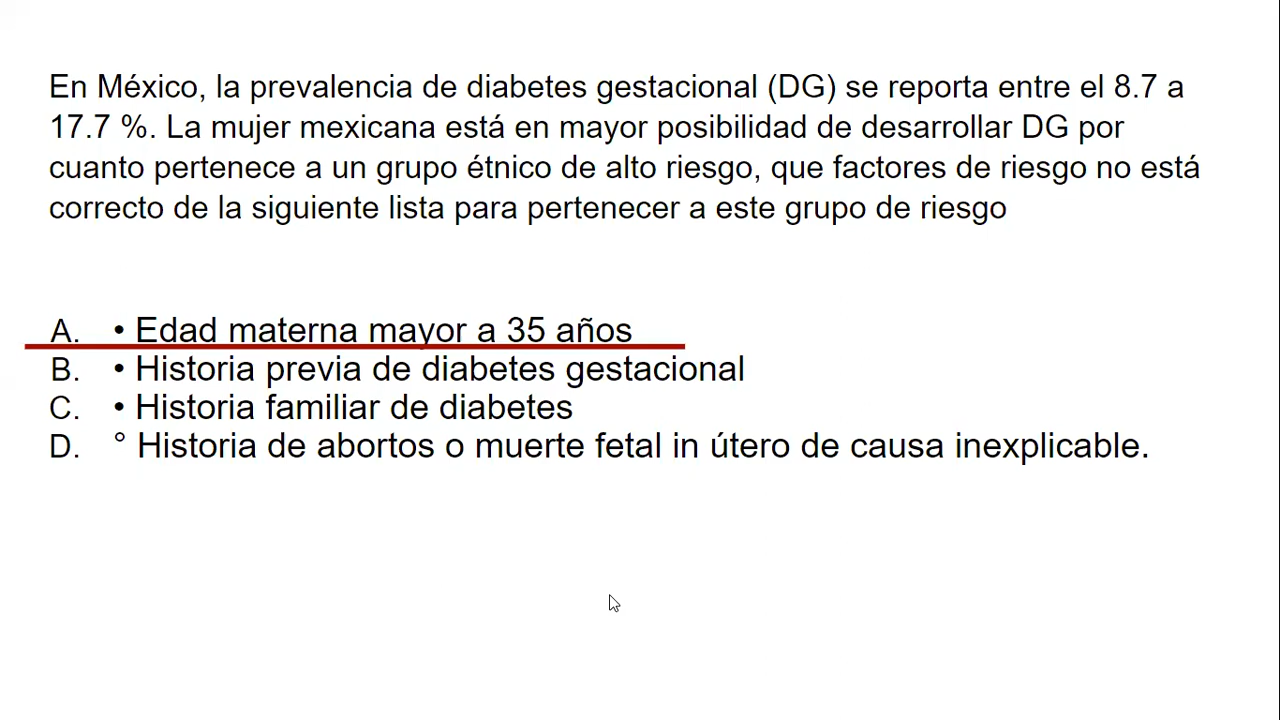 En México, la prevalencia de diabetes gestacional (DG) se reporta entre el 8.7 a
17.7 %. La mujer mexicana está en mayor posibilidad de desarrollar DG por
cuanto pertenece a un grupo étnico de alto riesgo, que factores de riesgo no está
correcto de la siguiente lista para pertenecer a este grupo de riesgo
A. • Edad materna mayor a 35 años
B. • Historia previa de diabetes gestacional
C. • Historia familiar de diabetes
D. ° Historia de abortos o muerte fetal in útero de causa inexplicable.